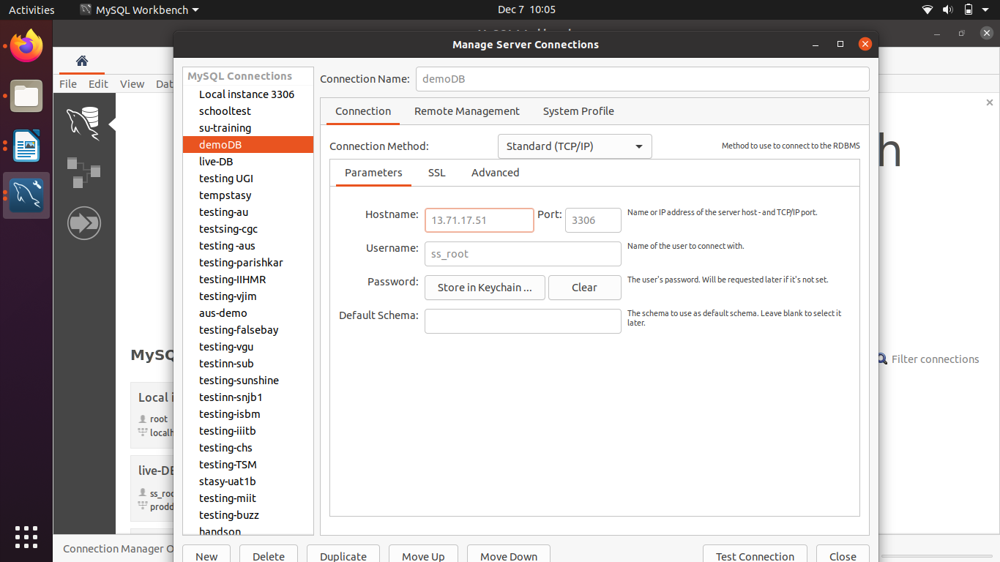 Activities MySQL Workbench Dec 7 10:05
Manage Server Connections
File Edit View Dat
MySQL Connections
Local instance 3306
schooltest
su-training
demoDB
live-DB
testing UGI
tempstasy
testing-au
testsing-cgc
testing -aus
testing-parishkar
testing-IIHMR
testing-vjim
aus-demo
testing-falsebay
testing-vgu
testinn-sub
testing-sunshine
testinn-snjb1
testing-isbm
testing-iiitb
testing-chs
testing-TSM
stasy-uat1b
testing-miit
testing-buzz
handson
Connection Name: demoDB
Connection Remote Management System Profile
Connection Method: Standard (TCP/IP) Method to use to connect to the RDBMS
Parameters SSL Advanced
Hostname: 13.71.17.51 Port: 3306 Name or IP address of the server host - and TCP/IP port.
Username: ss_root Name of the user to connect with.
Password: Store in Keychain ... Clear The user's password. Will be requested later if it's not set.
Default Schema: The schema to use as default schema. Leave blank to select it
later.
h
MySQ
Filter connections
Local i
root
localh
live-DE
ss_roo
prodd
Connection Manager O
New Delete Duplicate Move Up Move Down Test Connection Close